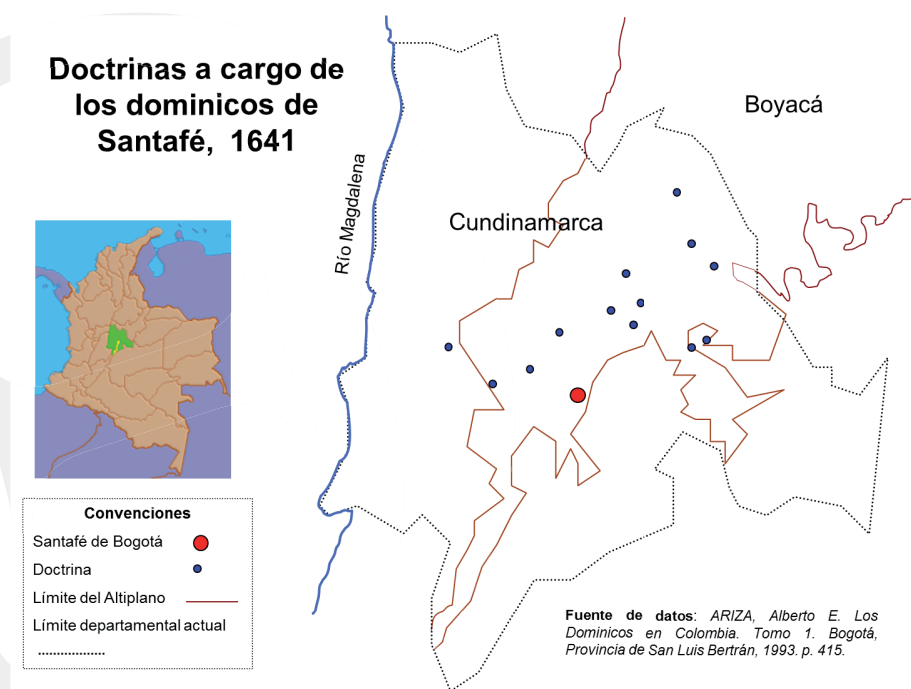 Doctrinas a cargo de
los dominicos de
Santafé, 1641
Boyacá
Río Magdalena
Cundinamarca
Convenciones
Santafé de Bogotá
Doctrina
Límite del Altiplano
Límite departamental actual
Fuente de datos: ARIZA, Alberto E. Los
Dominicos en Colombia. Tomo 1. Bogotá,
Provincia de San Luis Bertrán, 1993. p. 415.